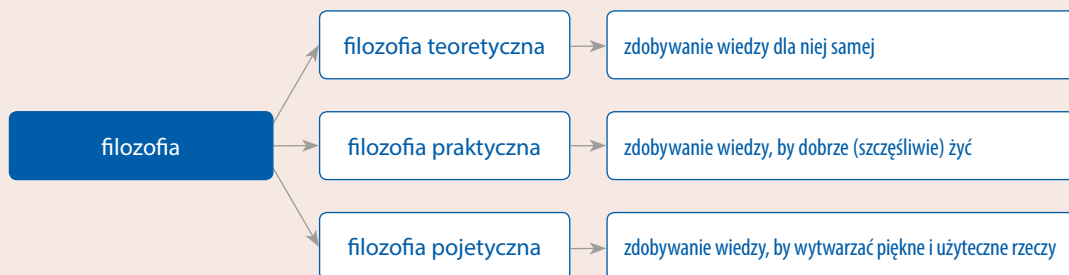 filozofia
filozofia teoretyczna
zdobywanie wiedzy dla niej samej
filozofia praktyczna
zdobywanie wiedzy, by dobrze (szczęśliwie) żyć
filozofia pojetyczna
zdobywanie wiedzy, by wytwarzać piękne i użyteczne rzeczy